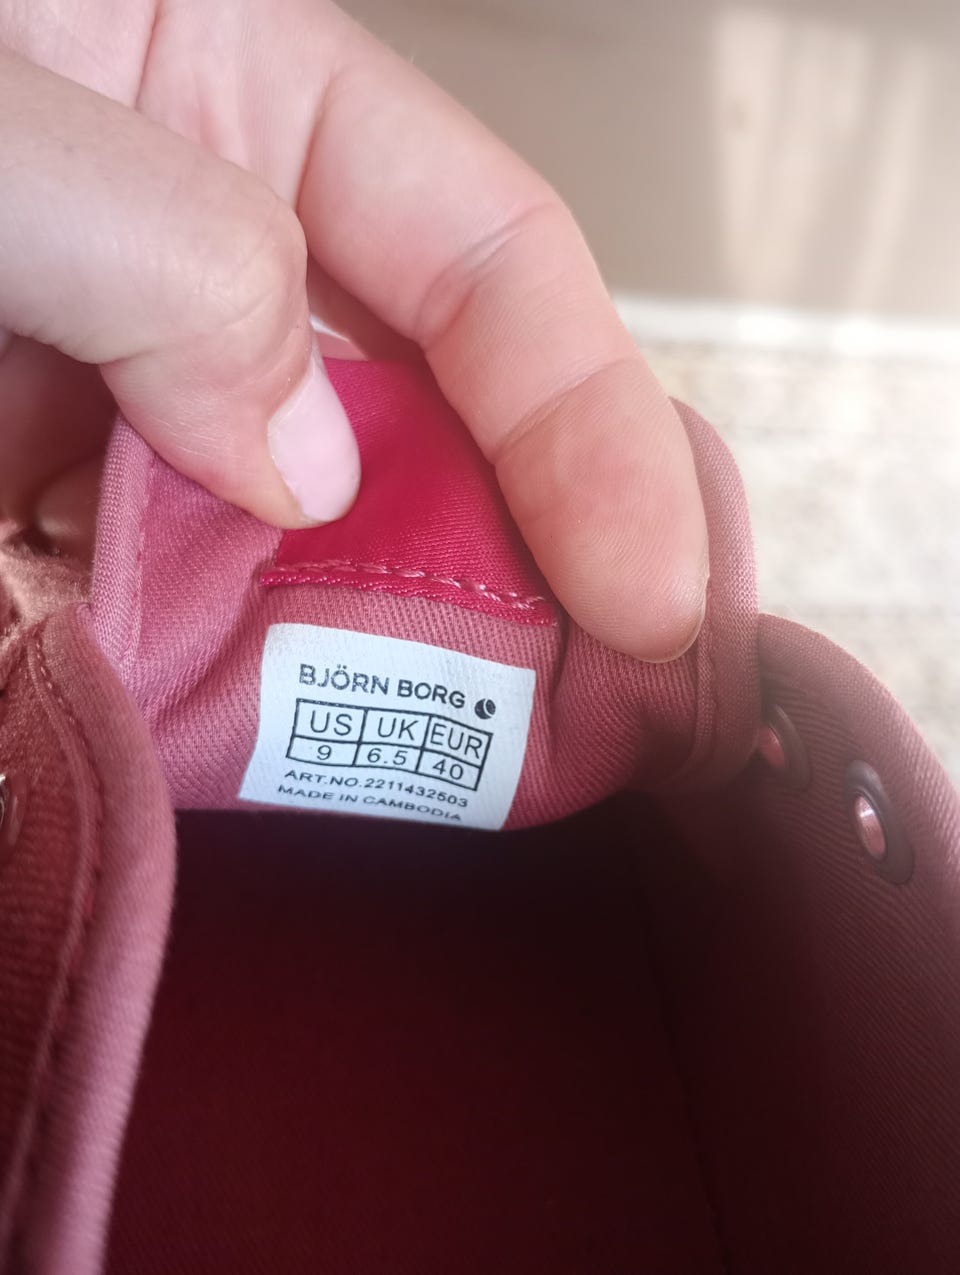 BJÖRN BORG
US UK EUR
9 6.5 40
ART.NO.2211432503
MADE IN CAMBODIA